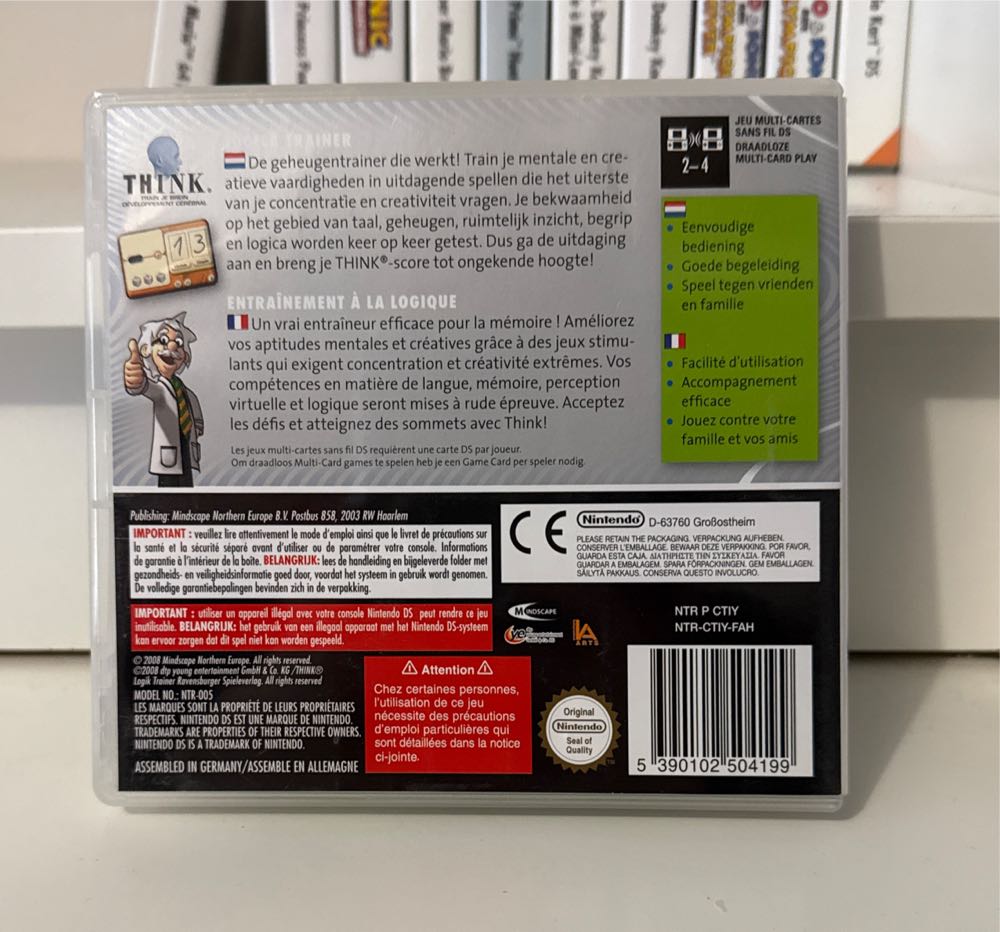 Mario 64
Princess
SONIC
Super Mario
Prime
Donkey
Donkey
Kart DS
THINK®
TRAIN JE BREIN
DÉVELOPPEMENT CÉRÉBRAL
TRAINER
De geheugentrainer die werkt! Train je mentale en cre-
atieve vaardigheden in uitdagende spellen die het uiterste
van je concentratie en creativiteit vragen. Je bekwaamheid
op het gebied van taal, geheugen, ruimtelijk inzicht, begrip
en logica worden keer op keer getest. Dus ga de uitdaging
aan en breng je THINK®-score tot ongekende hoogte!
13
ENTRAÎNEMENT À LA LOGIQUE
Un vrai entraîneur efficace pour la mémoire ! Améliorez
vos aptitudes mentales et créatives grâce à des jeux stimu-
lants qui exigent concentration et créativité extrêmes. Vos
compétences en matière de langue, mémoire, perception
virtuelle et logique seront mises à rude épreuve. Acceptez
les défis et atteignez des sommets avec Think!
Les jeux multi-cartes sans fil DS requièrent une carte DS par joueur.
Om draadloos Multi-Card games te spelen heb je een Game Card per speler nodig.
2–4
JEU MULTI-CARTES
SANS FIL DS
DRAADLOZE
MULTI-CARD PLAY
• Eenvoudige
bediening
• Goede begeleiding
• Speel tegen vrienden
en familie
• Facilité d'utilisation
• Accompagnement
efficace
• Jouez contre votre
famille et vos amis
Publishing: Mindscape Northern Europe B.V. Postbus 858, 2003 RW Haarlem
IMPORTANT : veuillez lire attentivement le mode d'emploi ainsi que le livret de précautions sur
la santé et la sécurité séparé avant d'utiliser ou de paramétrer votre console. Informations
de garantie à l'intérieur de la boîte. BELANGRIJK: lees de handleiding en bijgeleverde folder met
gezondheids- en veiligheidsinformatie goed door, voordat het systeem in gebruik wordt genomen.
De volledige garantiebepalingen bevinden zich in de verpakking.
IMPORTANT : utiliser un appareil illégal avec votre console Nintendo DS peut rendre ce jeu
inutilisable. BELANGRIJK: het gebruik van een illegaal apparaat met het Nintendo DS-systeem
kan ervoor zorgen dat dit spel niet kan worden gespeeld.
© 2008 Mindscape Northern Europe. All rights reserved.
©2008 dtp young entertainment GmbH & Co. KG /THINK®
Logik Trainer Ravensburger Spieleverlag. All rights reserved
MODEL NO.: NTR-005
LES MARQUES SONT LA PROPRIÉTÉ DE LEURS PROPRIÉTAIRES
RESPECTIFS. NINTENDO DS EST UNE MARQUE DE NINTENDO.
TRADEMARKS ARE PROPERTIES OF THEIR RESPECTIVE OWNERS.
NINTENDO DS IS A TRADEMARK OF NINTENDO.
ASSEMBLED IN GERMANY/ASSEMBLE EN ALLEMAGNE
Attention
Chez certaines personnes,
l'utilisation de ce jeu
nécessite des précautions
d'emploi particulières qui
sont détaillées dans la notice
ci-jointe.
CE
Nintendo D-63760 Großostheim
PLEASE RETAIN THE PACKAGING. VERPACKUNG AUFHEBEN.
CONSERVER L'EMBALLAGE. BEWAAR DEZE VERPAKKING. POR FAVOR,
GUARDA ESTA CAJA. ΔΙΑΤΗΡΗΣΤΕ ΤΗΝ ΣΥΣΚΕΥΑΣΙΑ. FAVOR
GUARDAR A EMBALAGEM. SPARA FÖRPACKNINGEN. GEM EMBALLAGEN.
SÄILYTÄ PAKKAUS. CONSERVA QUESTO INVOLUCRO.
MINDSCAPE
IA
ARTS
NTR P CTIY
NTR-CTIY-FAH
Original
Nintendo
Seal of
Quality
TM
5 390102 504199